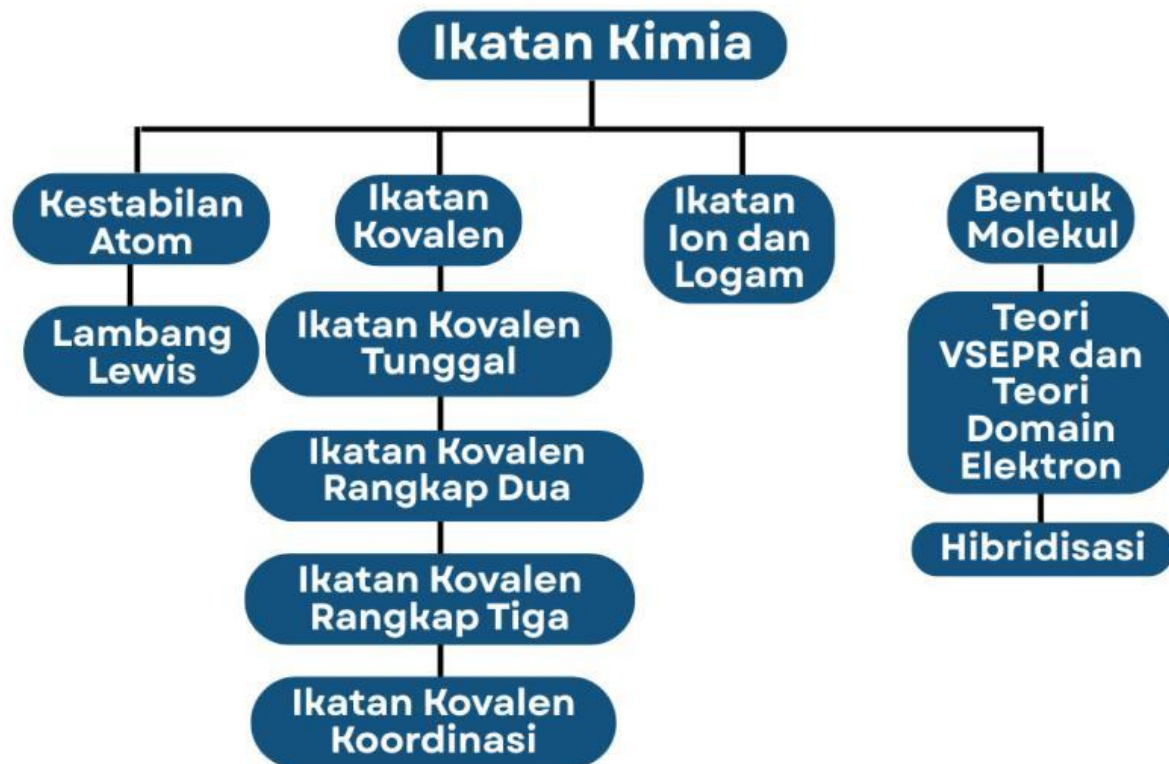 Ikatan Kimia
Kestabilan
Atom
Lambang
Lewis
Ikatan
Kovalen
Ikatan Kovalen
Tunggal
Ikatan Kovalen
Rangkap Dua
Ikatan Kovalen
Rangkap Tiga
Ikatan Kovalen
Koordinasi
Ikatan
Ion dan
Logam
Bentuk
Molekul
Teori
VSEPR dan
Teori
Domain
Elektron
Hibridisasi